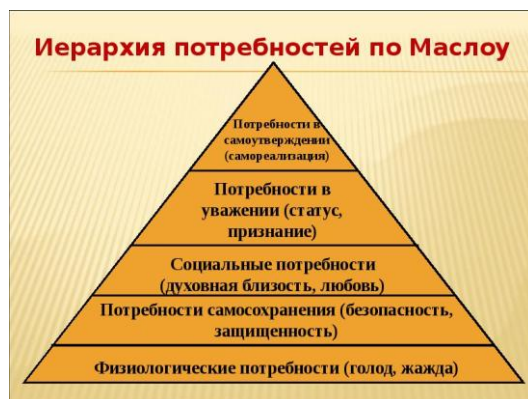 Иерархия потребностей по Маслоу
Потребности в
самоутверждении
(самореализация)
Потребности в
уважении (статус,
признание)
Социальные потребности
(духовная близость, любовь)
Потребности самосохранения (безопасность,
защищенность)
Физиологические потребности (голод, жажда)